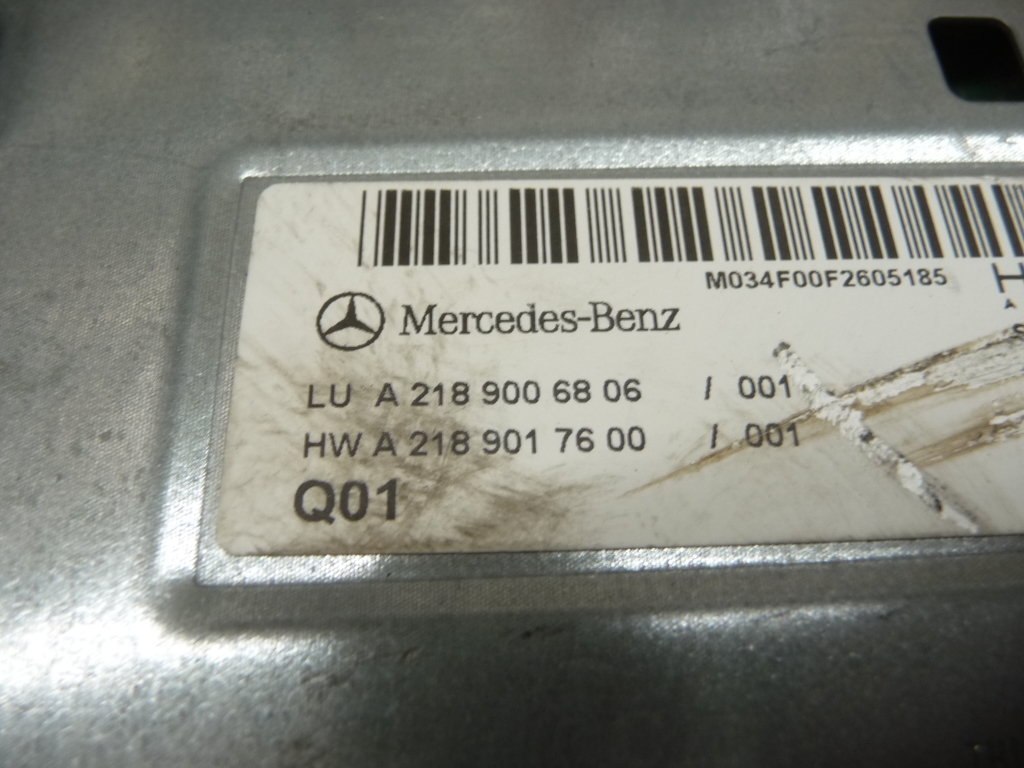 M034F00F2605185
Mercedes-Benz
LU A 218 900 68 06 / 001
HW A 218 901 76 00 / 001
Q01